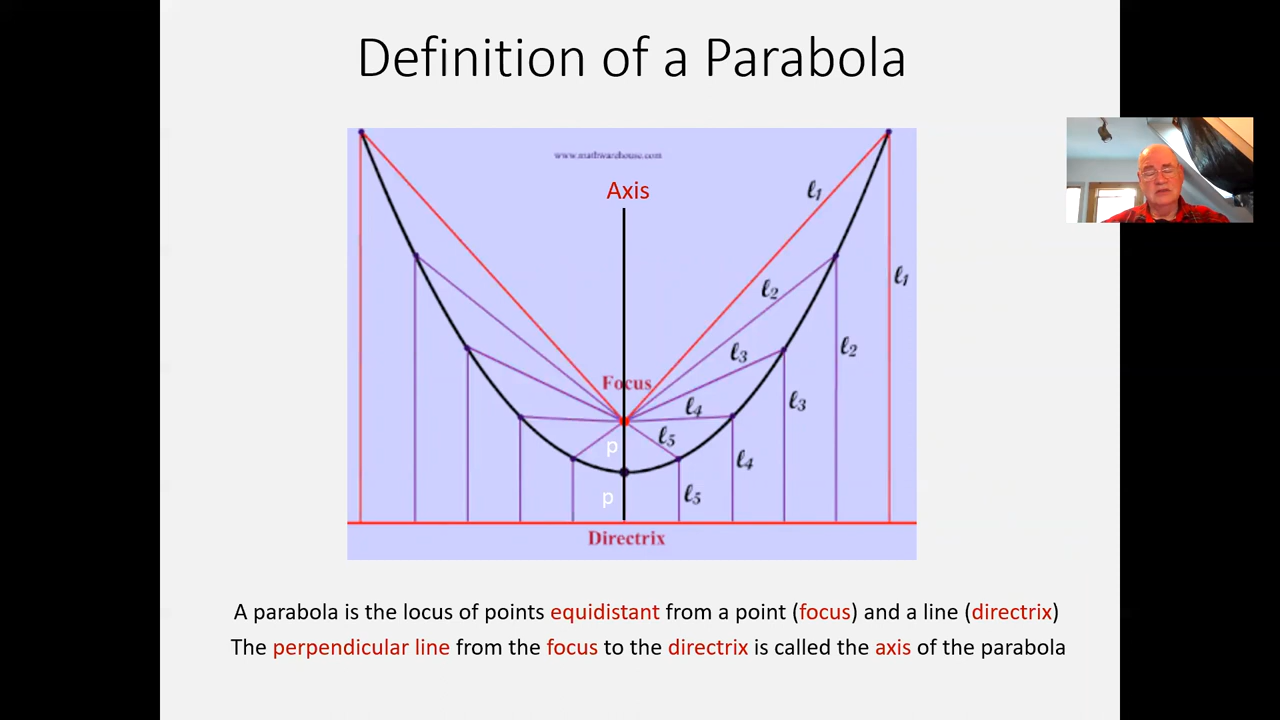 Definition of a Parabola
www.mathwarehouse.com
Axis
ℓ1
ℓ1
ℓ2
ℓ2
ℓ3
Focus
ℓ3
ℓ4
ℓ5
p
ℓ4
ℓ5
p
Directrix
A parabola is the locus of points equidistant from a point (focus) and a line (directrix)
The perpendicular line from the focus to the directrix is called the axis of the parabola